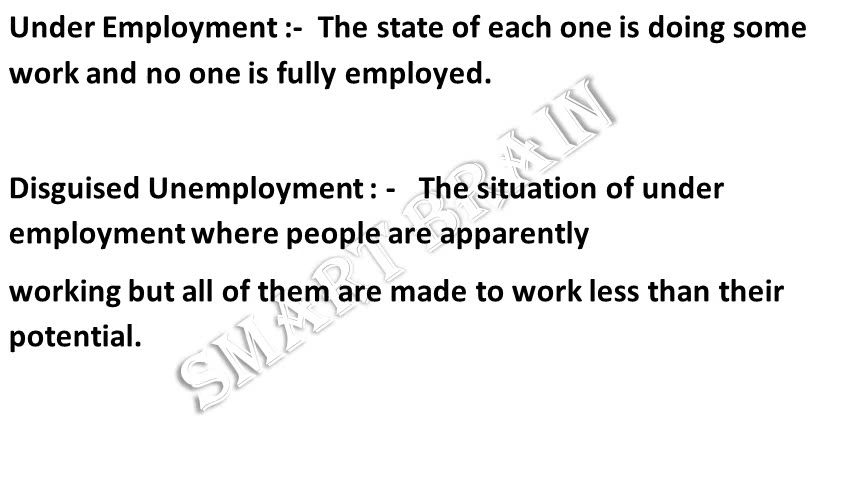 Under Employment :- The state of each one is doing some
work and no one is fully employed.
Disguised Unemployment : - The situation of under
employment where people are apparently
working but all of them are made to work less than their
potential.
SMART BRAIN